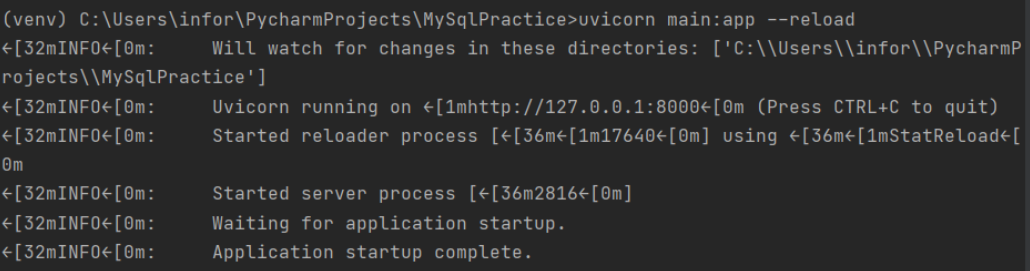 (venv) C:\Users\infor\PycharmProjects\MySqlPractice>uvicorn main:app --reload
←[32mINFO←[0m:     Will watch for changes in these directories: ['C:\\Users\\infor\\PycharmP
rojects\\MySqlPractice']
←[32mINFO←[0m:     Uvicorn running on ←[1mhttp://127.0.0.1:8000←[0m (Press CTRL+C to quit)
←[32mINFO←[0m:     Started reloader process [←[36m←[1m17640←[0m] using ←[36m←[1mStatReload←[
0m
←[32mINFO←[0m:     Started server process [←[36m2816←[0m]
←[32mINFO←[0m:     Waiting for application startup.
←[32mINFO←[0m:     Application startup complete.